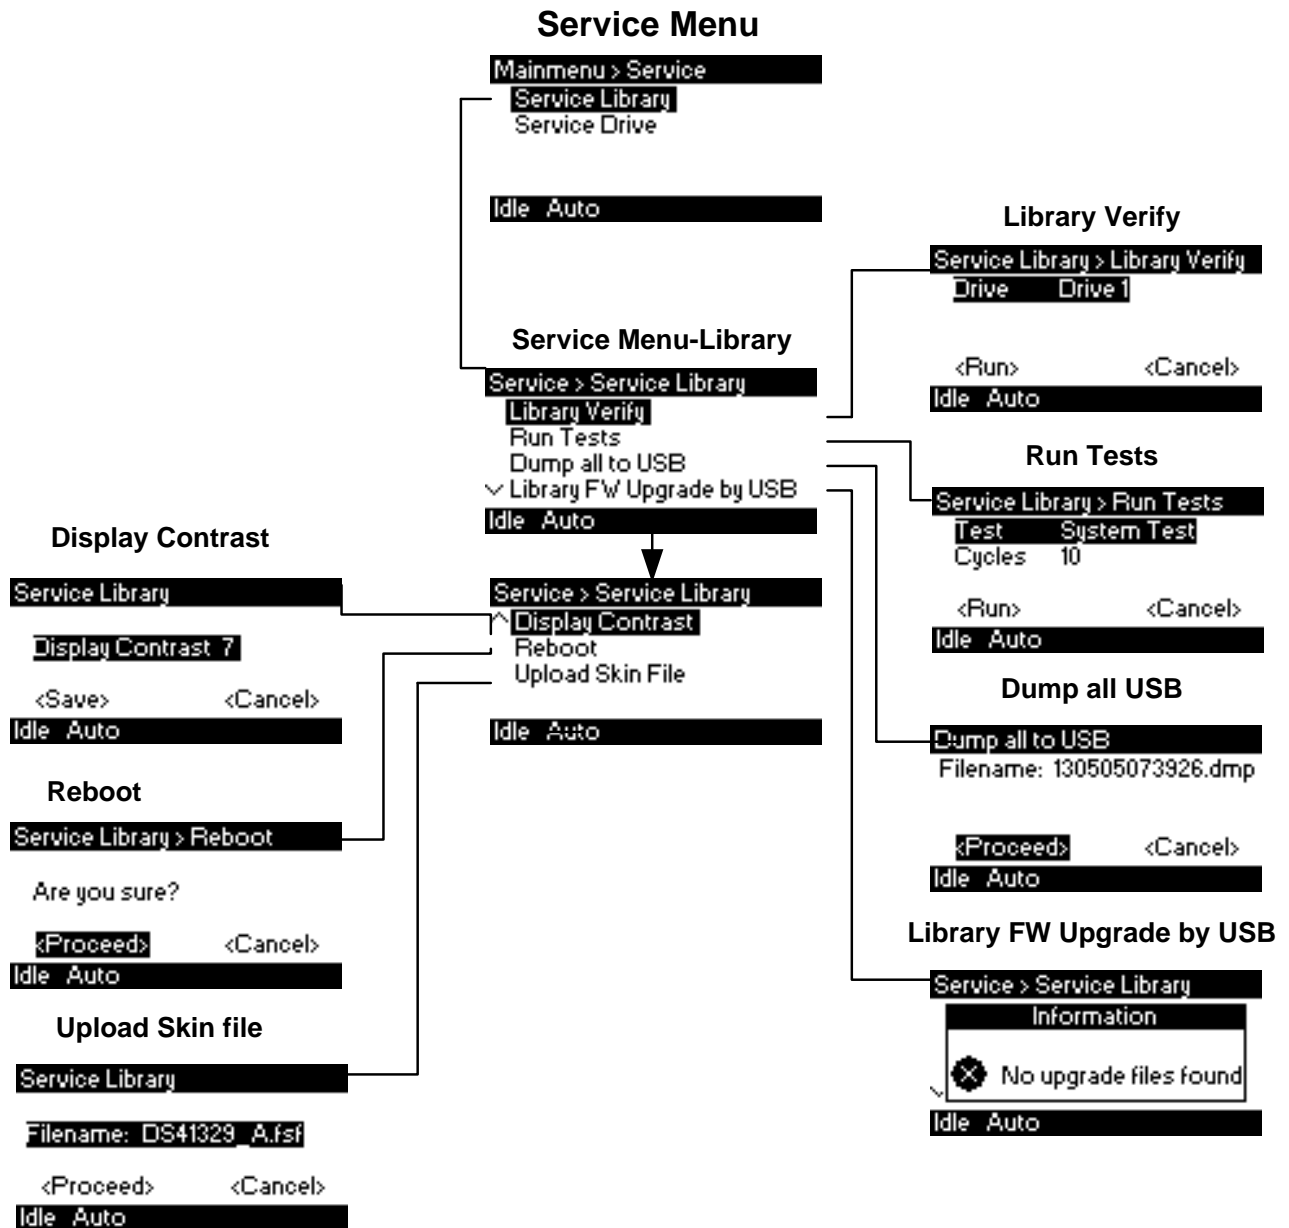 Service Menu
Mainmenu > Service
Service Library
Service Drive
Idle Auto
Service Menu-Library
Service > Service Library
Library Verify
Run Tests
Dump all to USB
Library FW Upgrade by USB
Idle Auto
Service > Service Library
Display Contrast
Reboot
Upload Skin File
Idle Auto
Display Contrast
Service Library
Display Contrast 7
<Save> <Cancel>
Idle Auto
Reboot
Service Library > Reboot
Are you sure?
<Proceed> <Cancel>
Idle Auto
Upload Skin file
Service Library
Filename: DS41329_A.fsf
<Proceed> <Cancel>
Idle Auto
Library Verify
Service Library > Library Verify
Drive Drive 1
<Run> <Cancel>
Idle Auto
Run Tests
Service Library > Run Tests
Test System Test
Cycles 10
<Run> <Cancel>
Idle Auto
Dump all USB
Dump all to USB
Filename: 130505073926.dmp
<Proceed> <Cancel>
Idle Auto
Library FW Upgrade by USB
Service > Service Library
Information
No upgrade files found
Idle Auto